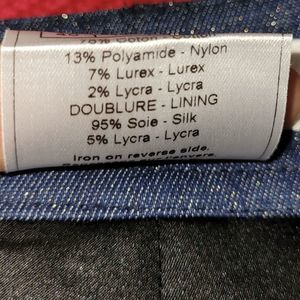 13% Polyamide - Nylon
7% Lurex - Lurex
2% Lycra - Lycra
DOUBLURE - LINING
95% Soie - Silk
5% Lycra - Lycra
Iron on reverse side.